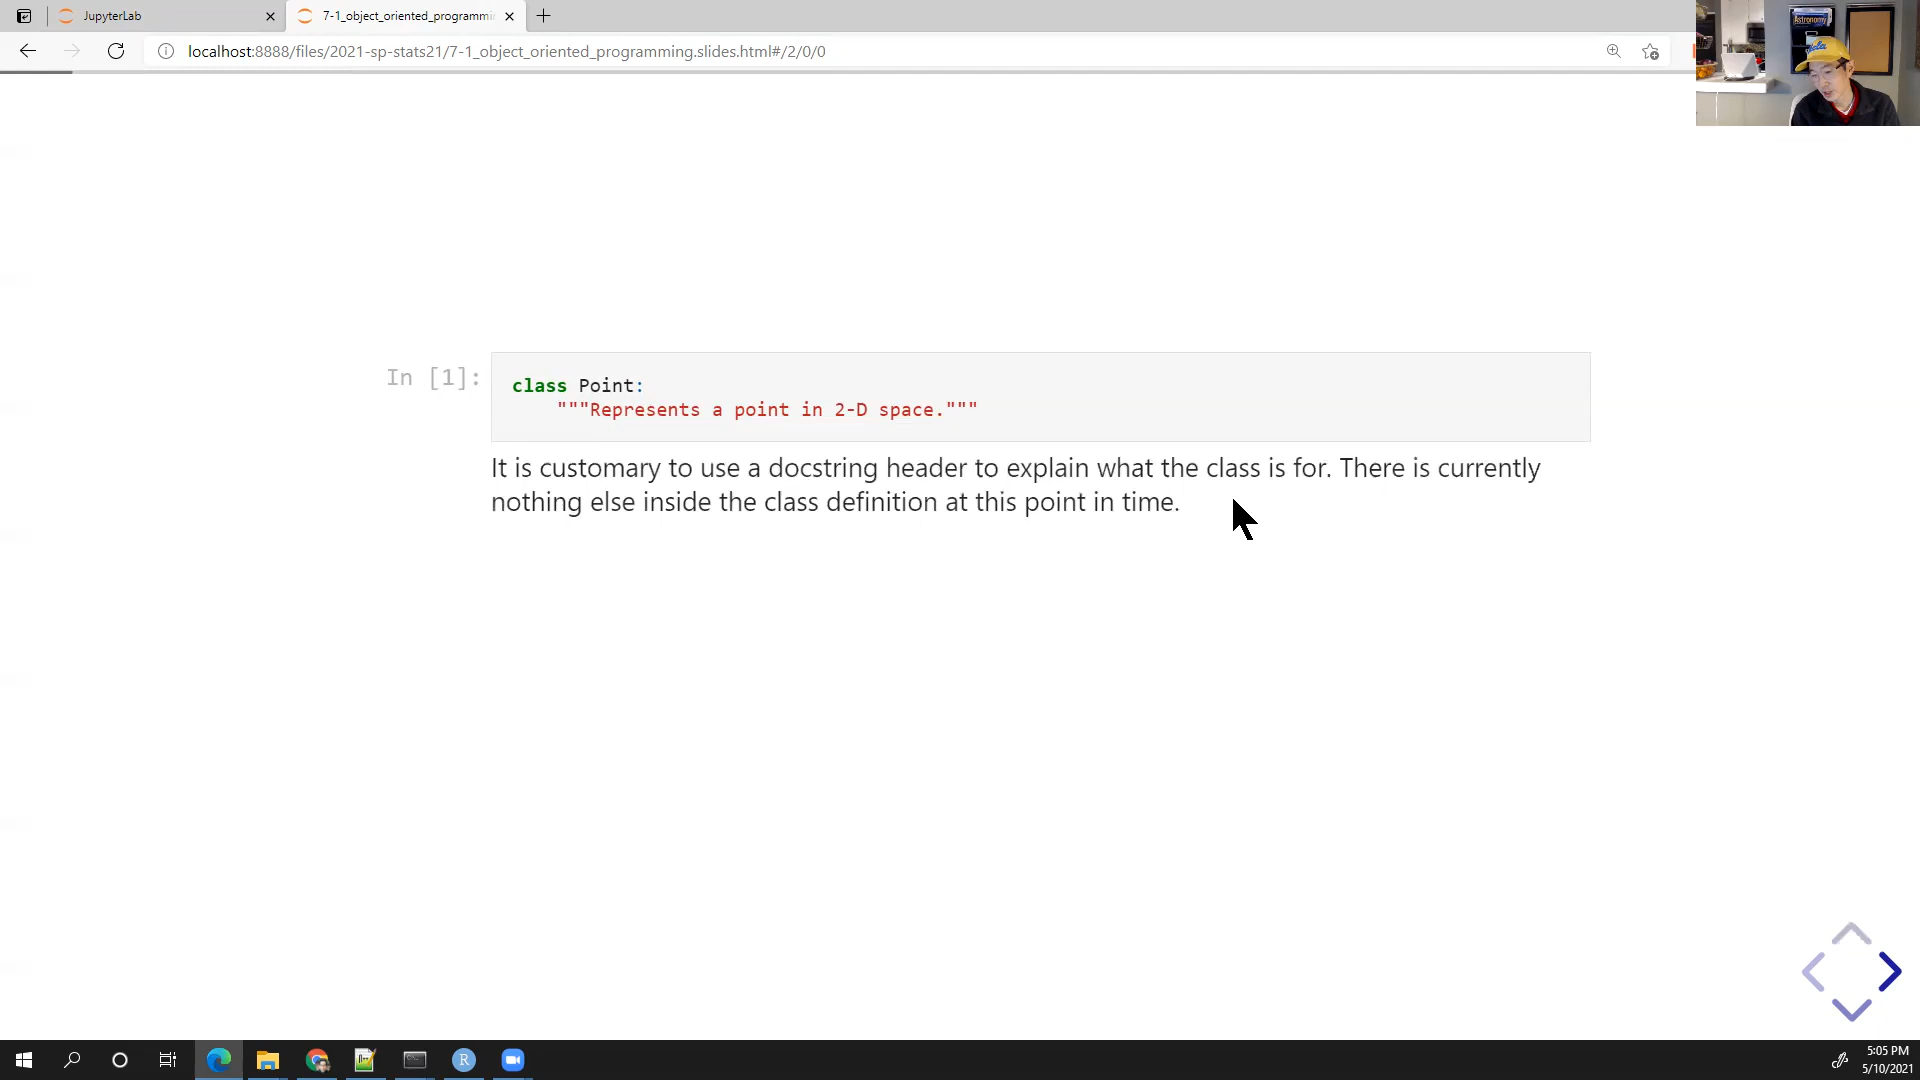 JupyterLab
7-1_object_oriented_programmi
localhost:8888/files/2021-sp-stats21/7-1_object_oriented_programming.slides.html#/2/0/0
Astronomy
In [1]:
class Point:
"""Represents a point in 2-D space."""
It is customary to use a docstring header to explain what the class is for. There is currently
nothing else inside the class definition at this point in time.
R
5:05 PM
5/10/2021